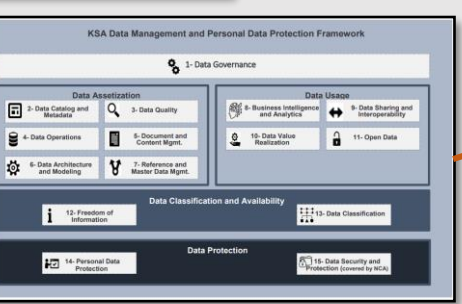 KSA Data Management and Personal Data Protection Framework
1- Data Governance
Data Assetization
2- Data Catalog and
Metadata
3- Data Quality
4- Data Operations
5- Document and
Content Mgmt.
6- Data Architecture
and Modeling
7- Reference and
Master Data Mgmt.
Data Usage
8- Business Intelligence
and Analytics
9- Data Sharing and
Interoperability
10- Data Value
Realization
11- Open Data
Data Classification and Availability
12- Freedom of
Information
13- Data Classification
Data Protection
14- Personal Data
Protection
15- Data Security and
Protection (covered by NCA)